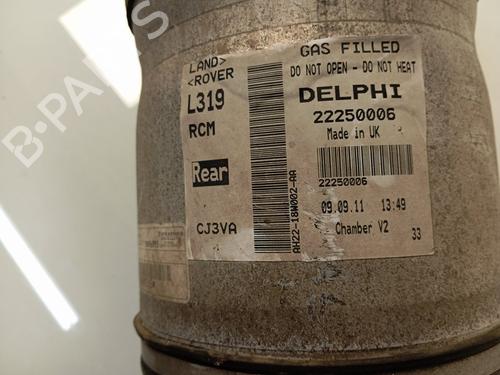 LAND>
<ROVER
L319
RCM
Rear
CJ3VA
AH22-18W002-AA
GAS FILLED
DO NOT OPEN - DO NOT HEAT
DELPHI
22250006
Made in UK
22250006
09.09.11 13:49
Chamber V2
33
B-Parts